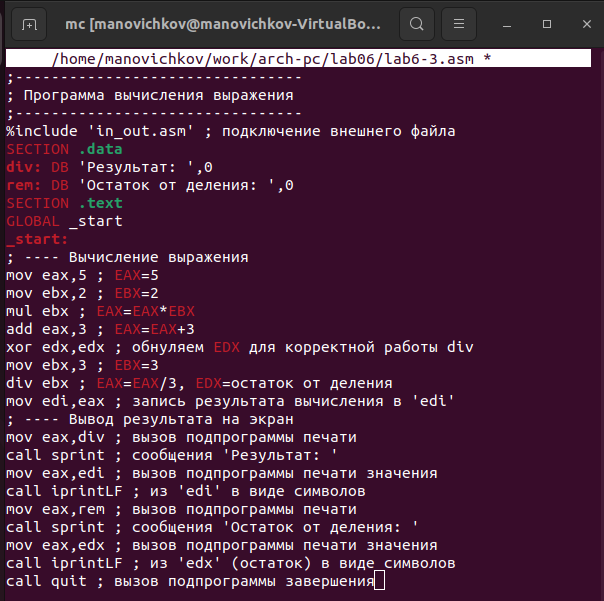 mc [manovichkov@manovichkov-VirtualBo...
/home/manovichkov/work/arch-pc/lab06/lab6-3.asm *
;--------------------------------
; Программа вычисления выражения
;--------------------------------
%include 'in_out.asm' ; подключение внешнего файла
SECTION .data
div: DB 'Результат: ',0
rem: DB 'Остаток от деления: ',0
SECTION .text
GLOBAL _start
_start:
; ---- Вычисление выражения
mov eax,5 ; EAX=5
mov ebx,2 ; EBX=2
mul ebx ; EAX=EAX*EBX
add eax,3 ; EAX=EAX+3
xor edx,edx ; обнуляем EDX для корректной работы div
mov ebx,3 ; EBX=3
div ebx ; EAX=EAX/3, EDX=остаток от деления
mov edi,eax ; запись результата вычисления в 'edi'
; ---- Вывод результата на экран
mov eax,div ; вызов подпрограммы печати
call sprint ; сообщения 'Результат: '
mov eax,edi ; вызов подпрограммы печати значения
call iprintLF ; из 'edi' в виде символов
mov eax,rem ; вызов подпрограммы печати
call sprint ; сообщения 'Остаток от деления: '
mov eax,edx ; вызов подпрограммы печати значения
call iprintLF ; из 'edx' (остаток) в виде символов
call quit ; вызов подпрограммы завершения